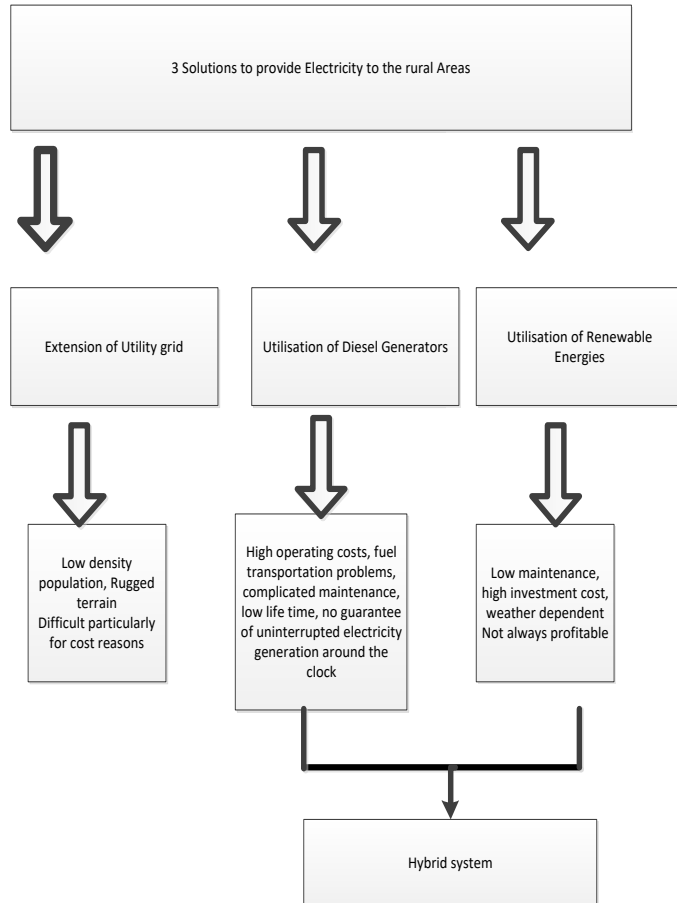 3 Solutions to provide Electricity to the rural Areas
Extension of Utility grid
Utilisation of Diesel Generators
Utilisation of Renewable
Energies
Low density
population, Rugged
terrain
Difficult particularly
for cost reasons
High operating costs, fuel
transportation problems,
complicated maintenance,
low life time, no guarantee
of uninterrupted electricity
generation around the
clock
Low maintenance,
high investment cost,
weather dependent
Not always profitable
Hybrid system